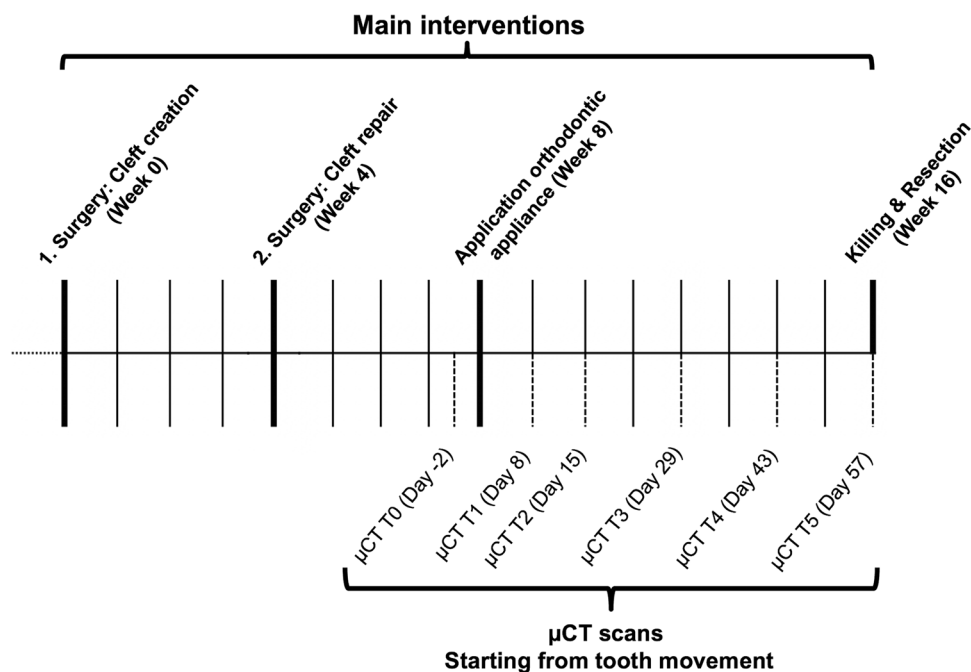 Main interventions
1. Surgery: Cleft creation
(Week 0)
2. Surgery: Cleft repair
(Week 4)
Application orthodontic
appliance (Week 8)
Killing & Resection
(Week 16)
µCT T0 (Day -2)
µCT T1 (Day 8)
µCT T2 (Day 15)
µCT T3 (Day 29)
µCT T4 (Day 43)
µCT T5 (Day 57)
µCT scans
Starting from tooth movement